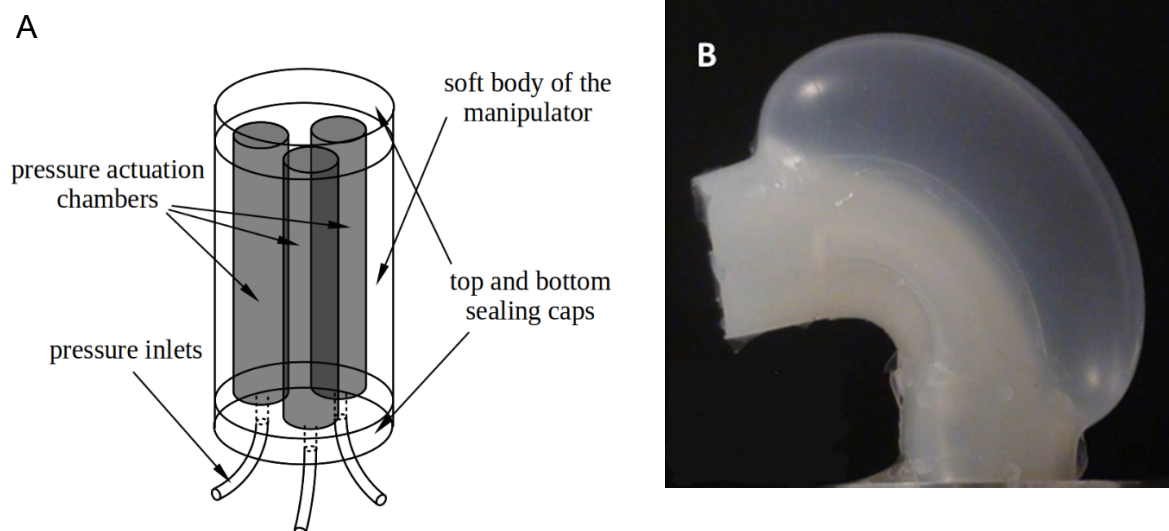 A
B
soft body of the
manipulator
pressure actuation
chambers
top and bottom
sealing caps
pressure inlets